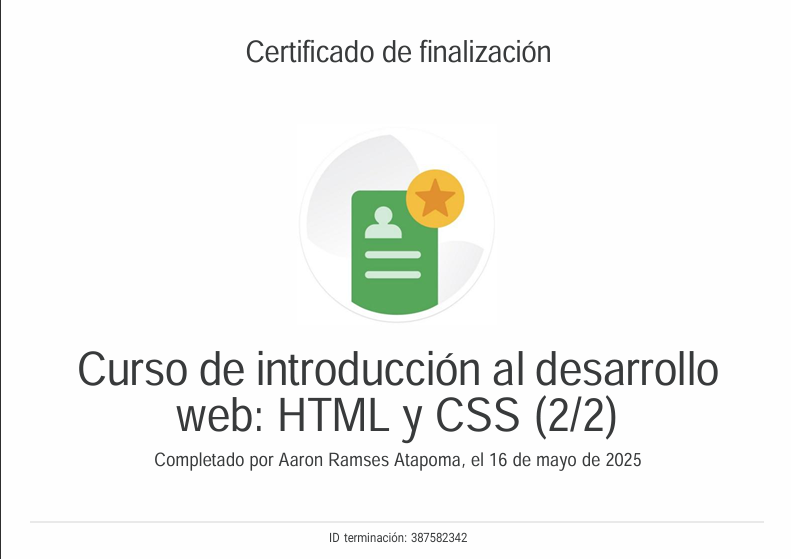 Certificado de finalización
Curso de introducción al desarrollo
web: HTML y CSS (2/2)
Completado por Aaron Ramses Atapoma, el 16 de mayo de 2025
ID terminación: 387582342